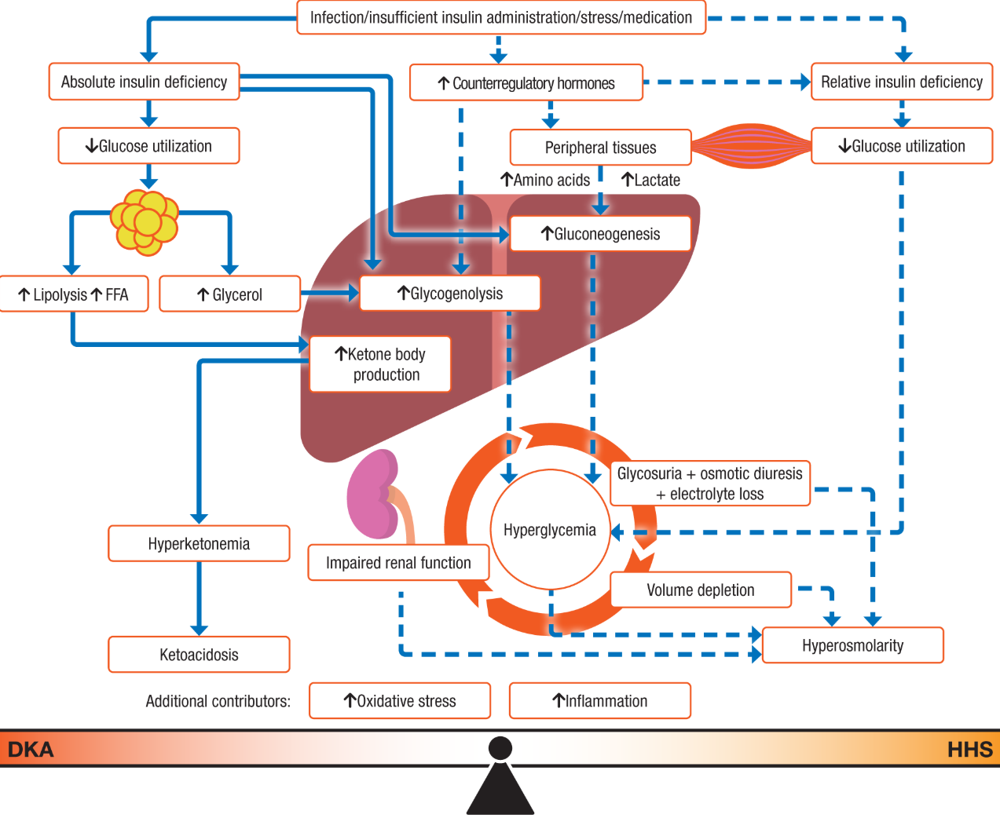 Infection/insufficient insulin administration/stress/medication
Absolute insulin deficiency
↑ Counterregulatory hormones
Relative insulin deficiency
↓Glucose utilization
Peripheral tissues
↓Glucose utilization
↑Amino acids
↑Lactate
↑Gluconeogenesis
↑ Lipolysis ↑ FFA
↑ Glycerol
↑Glycogenolysis
↑Ketone body
production
Glycosuria + osmotic diuresis
+ electrolyte loss
Hyperglycemia
Hyperketonemia
Impaired renal function
Volume depletion
Ketoacidosis
Hyperosmolarity
Additional contributors:
↑Oxidative stress
↑Inflammation
DKA
HHS